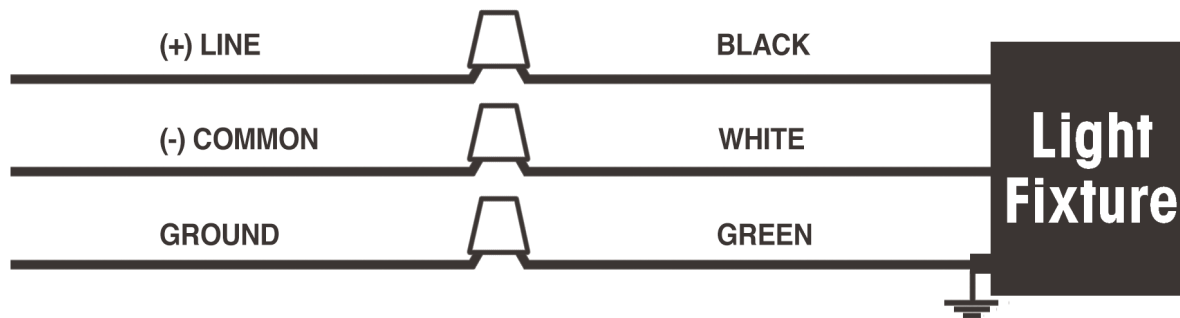 (+) LINE BLACK
(-) COMMON WHITE
GROUND GREEN
Light
Fixture